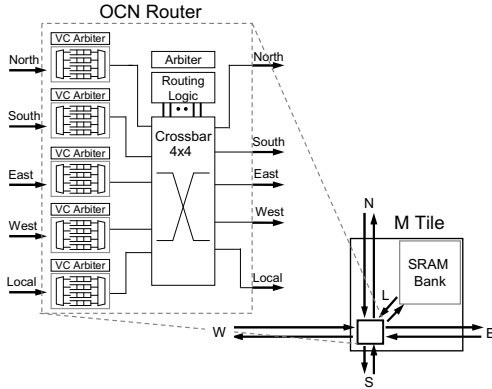 OCN Router
VC Arbiter
North
Arbiter
North
Routing
Logic
VC Arbiter
South
Crossbar
4x4
South
VC Arbiter
East
East
VC Arbiter
West
West
VC Arbiter
Local
Local
N
M Tile
SRAM
Bank
L
W
E
S